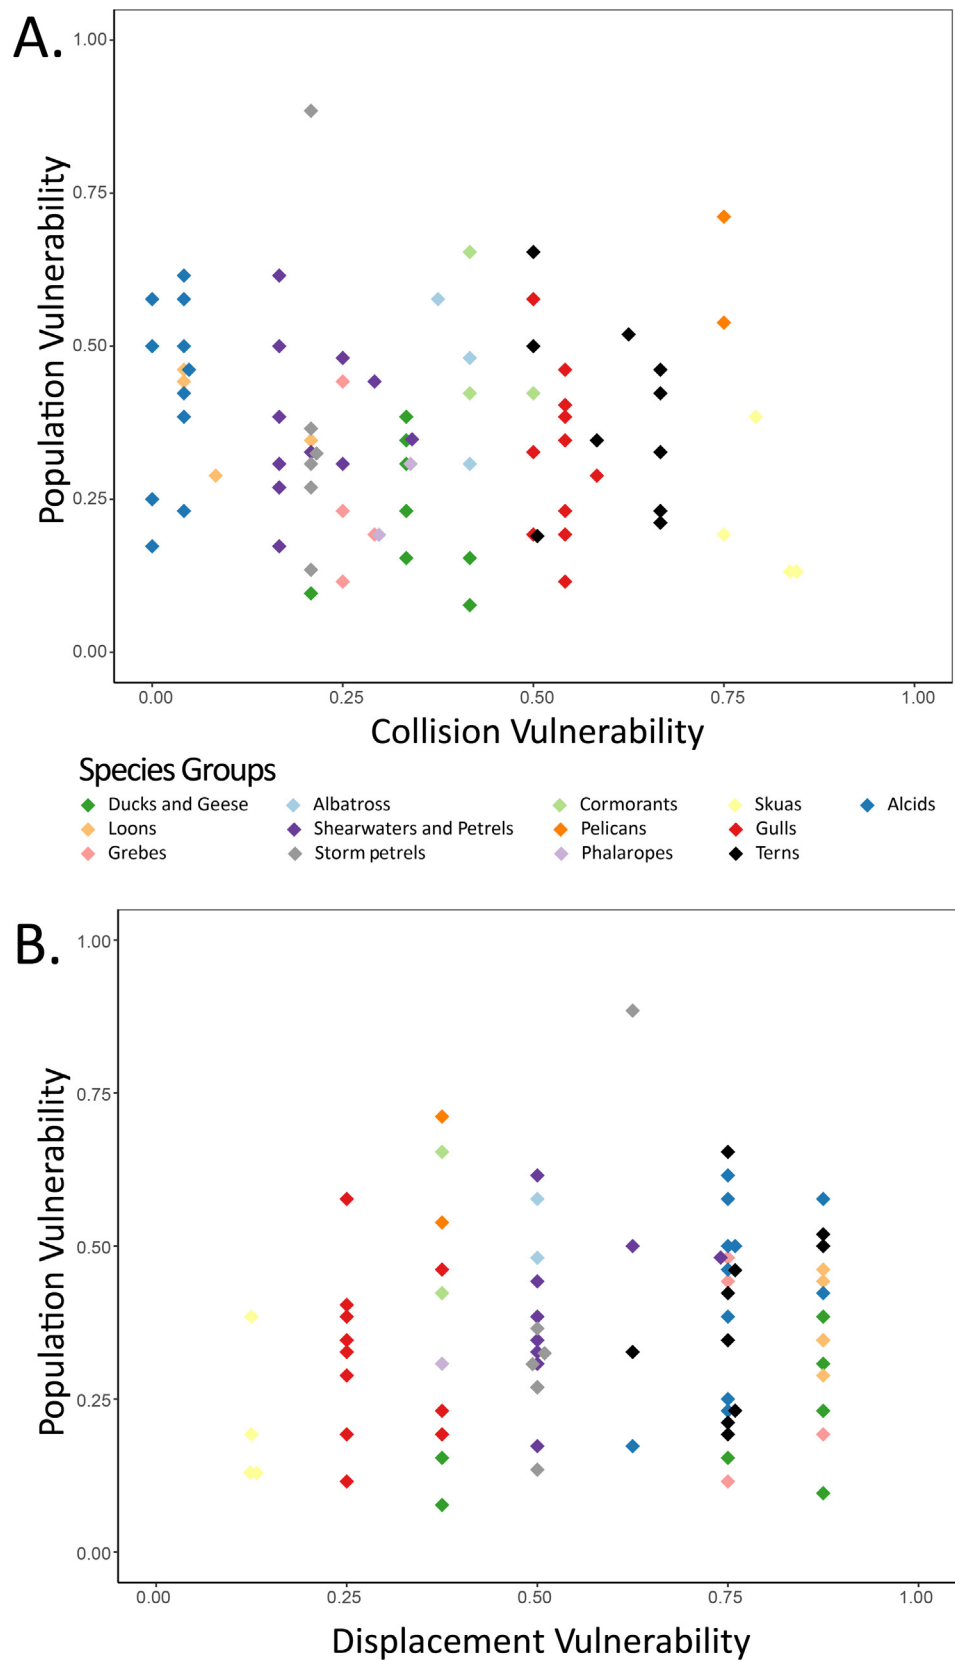 A.
Population Vulnerability
1.00
0.75
0.50
0.25
0.00
0.00 0.25 0.50 0.75 1.00
Collision Vulnerability
Species Groups
Ducks and Geese Albatross Cormorants Skuas Alcids
Loons Shearwaters and Petrels Pelicans Gulls
Grebes Storm petrels Phalaropes Terns
B.
Population Vulnerability
1.00
0.75
0.50
0.25
0.00
0.00 0.25 0.50 0.75 1.00
Displacement Vulnerability